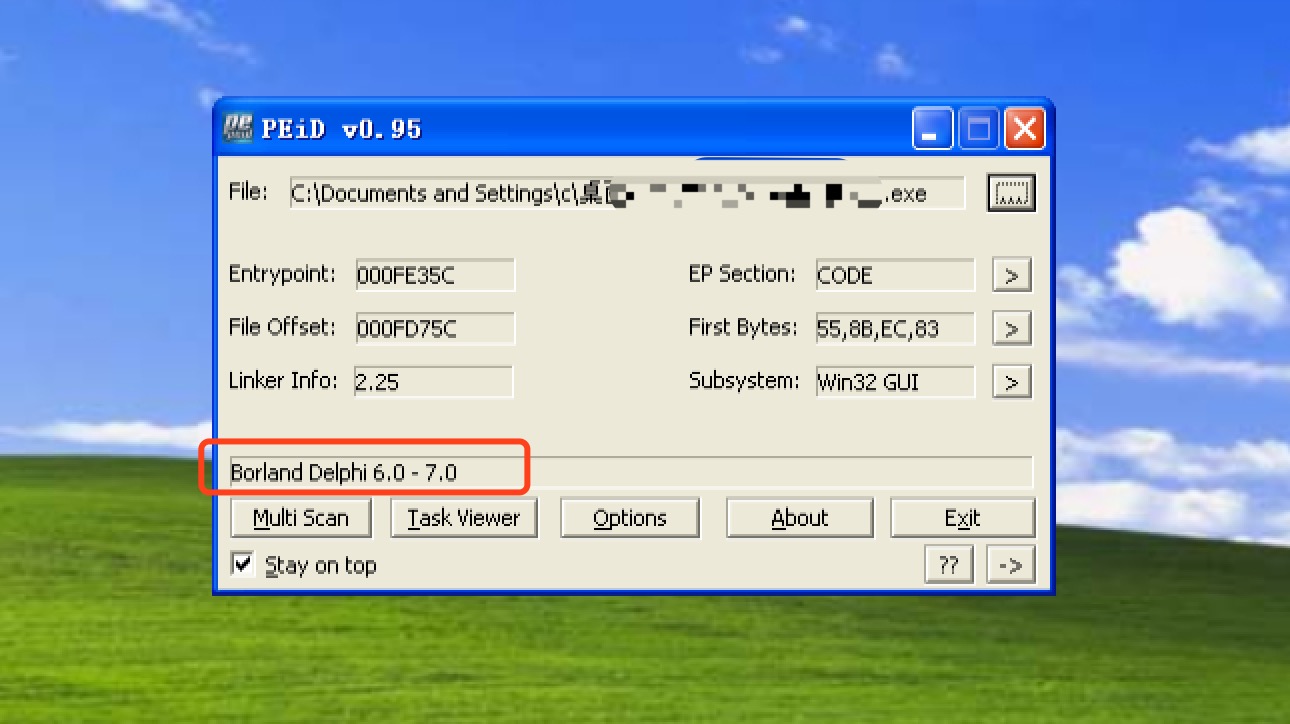 PEiD v0.95
File: C:\Documents and Settings\c\桌 .exe
Entrypoint: 000FE35C EP Section: CODE >
File Offset: 000FD75C First Bytes: 55,8B,EC,83 >
Linker Info: 2.25 Subsystem: Win32 GUI >
Borland Delphi 6.0 - 7.0
Multi Scan Task Viewer Options About Exit
Stay on top ?? ->